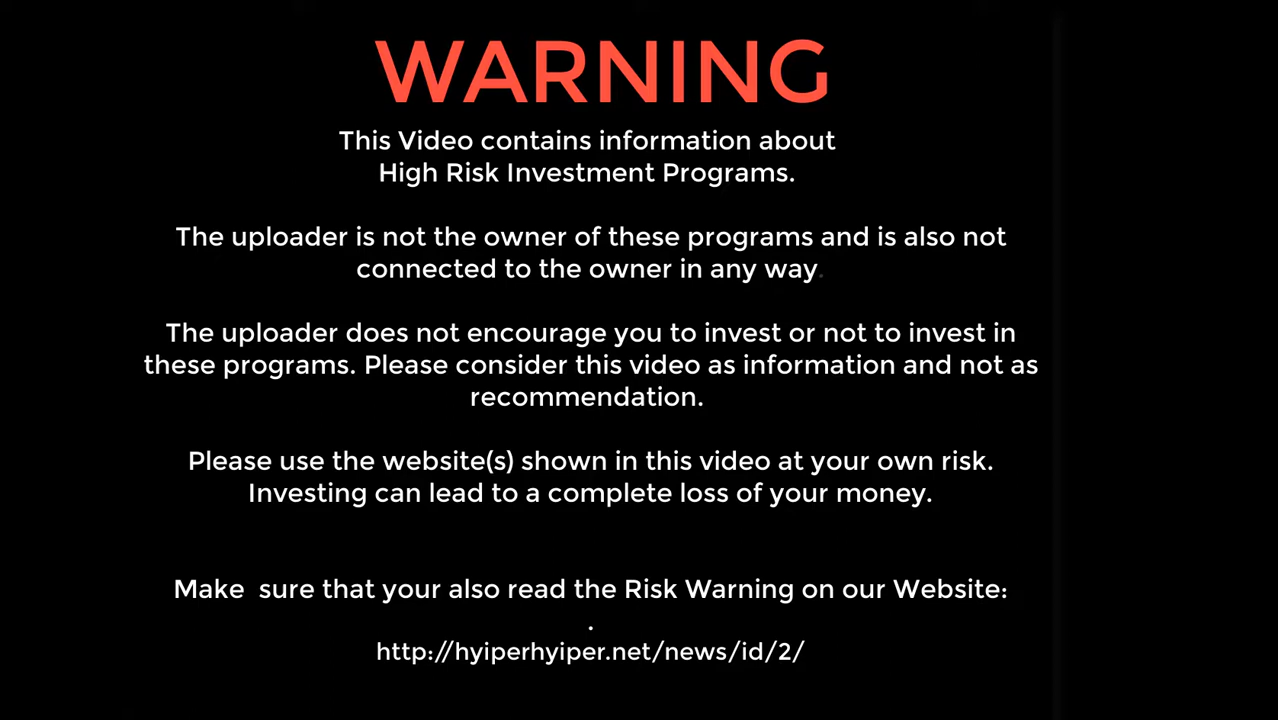 WARNING
This Video contains information about
High Risk Investment Programs.
The uploader is not the owner of these programs and is also not
connected to the owner in any way.
The uploader does not encourage you to invest or not to invest in
these programs. Please consider this video as information and not as
recommendation.
Please use the website(s) shown in this video at your own risk.
Investing can lead to a complete loss of your money.
Make  sure that your also read the Risk Warning on our Website:
.
http://hyiperhyiper.net/news/id/2/